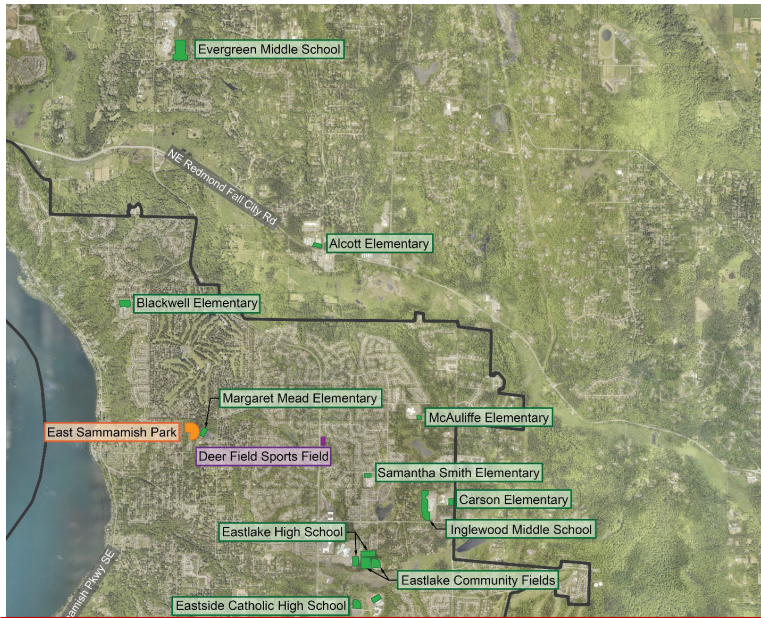 Evergreen Middle School
NE Redmond Fall City Rd
Alcott Elementary
Blackwell Elementary
Margaret Mead Elementary
McAuliffe Elementary
East Sammamish Park
Deer Field Sports Field
Samantha Smith Elementary
Carson Elementary
Inglewood Middle School
Eastlake High School
Eastlake Community Fields
amish Pkwy SE
Eastside Catholic High School